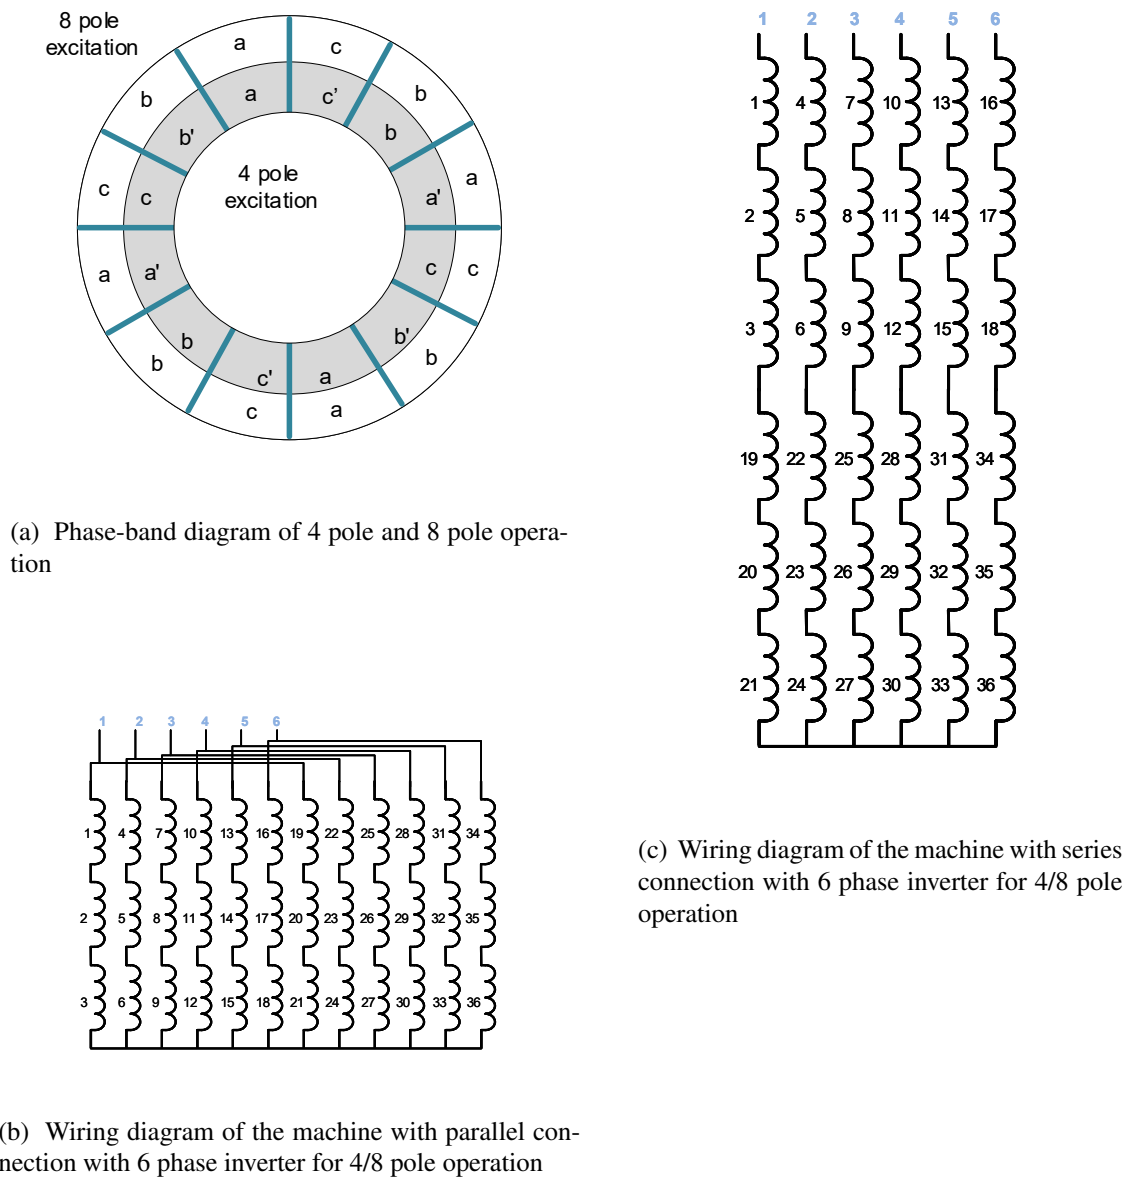 8 pole
excitation
a c
b b
c a
a c
b b
c a
a c'
b' b
c a'
a' c
b b'
c' a
4 pole
excitation
(a) Phase-band diagram of 4 pole and 8 pole opera-
tion
1 2 3 4 5 6
1 4 7 10 13 16 19 22 25 28 31 34
2 5 8 11 14 17 20 23 26 29 32 35
3 6 9 12 15 18 21 24 27 30 33 36
(b) Wiring diagram of the machine with parallel con-
nection with 6 phase inverter for 4/8 pole operation
1 2 3 4 5 6
1 4 7 10 13 16
2 5 8 11 14 17
3 6 9 12 15 18
19 22 25 28 31 34
20 23 26 29 32 35
21 24 27 30 33 36
(c) Wiring diagram of the machine with series
connection with 6 phase inverter for 4/8 pole
operation